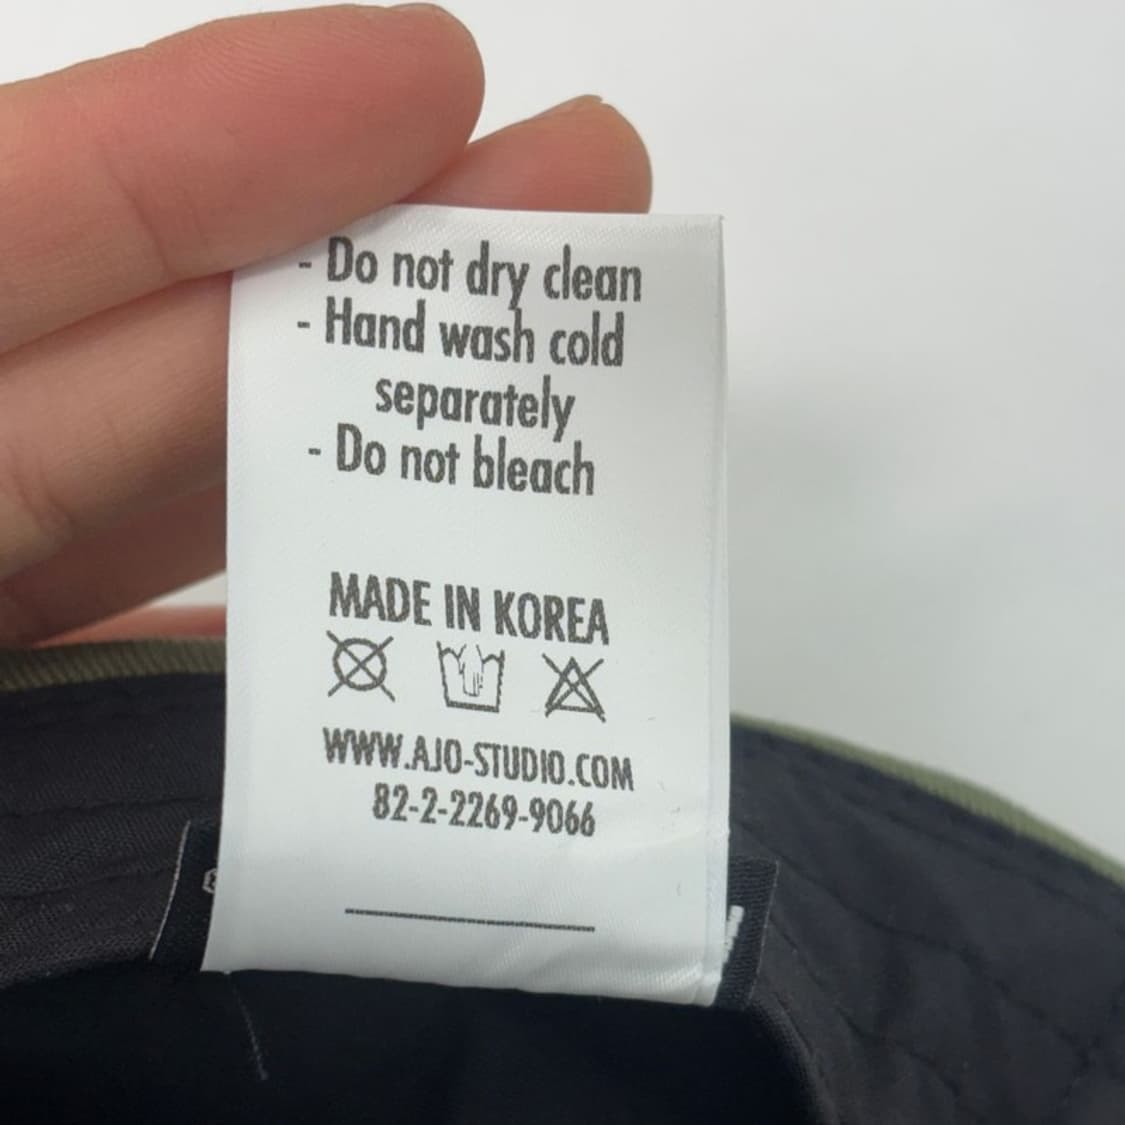 - Do not dry clean
- Hand wash cold
separately
- Do not bleach
MADE IN KOREA
WWW.AJO-STUDIO.COM
82-2-2269-9066